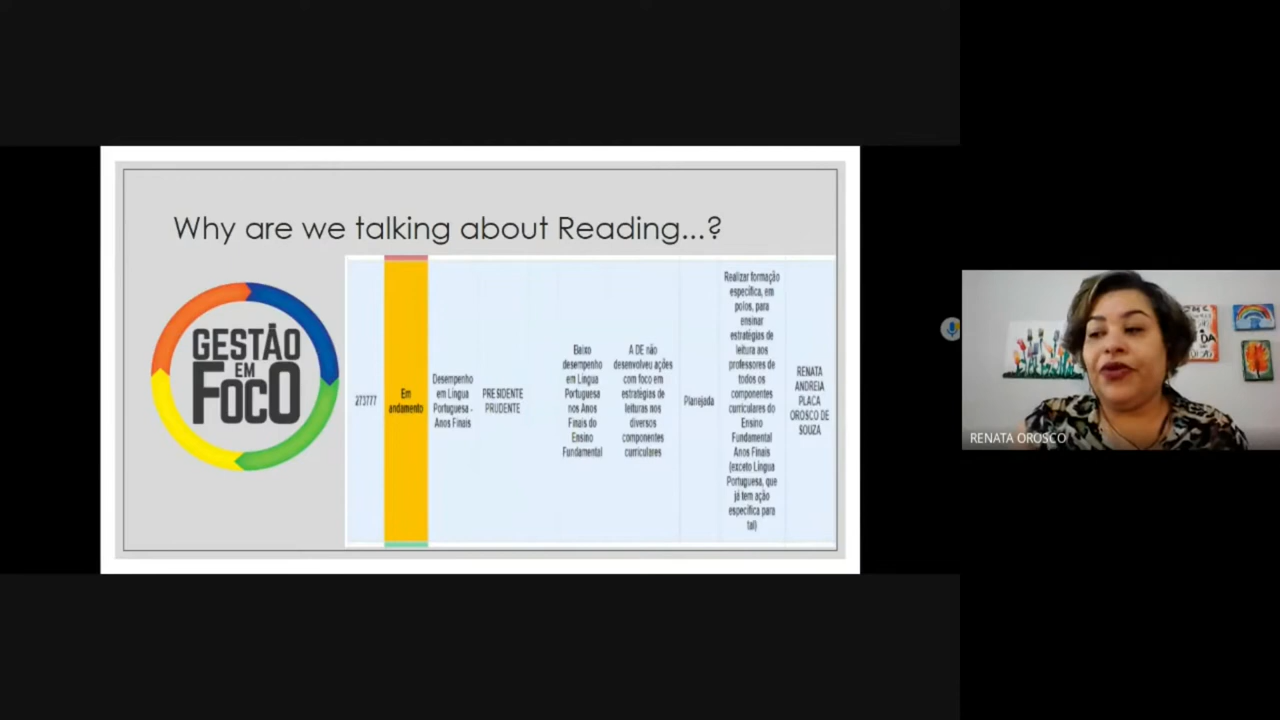 Why are we talking about Reading...?
GESTÃO
EM
FOCO
273777
Em
andamento
Desempenho
em Língua
Portuguesa -
Anos Finais
PRESIDENTE
PRUDENTE
Baixo
desempenho
em Língua
Portuguesa
nos Anos
Finais do
Ensino
Fundamental
A DE não
desenvolveu ações
com foco em
estratégias de
leituras nos
diversos
componentes
curriculares
Planejada
Realizar formação
específica, em
polos, para
ensinar
estratégias de
leitura aos
professores de
todos os
componentes
curriculares do
Ensino
Fundamental
Anos Finais
(exceto Língua
Portuguesa, que
já tem ação
específica para
tal)
RENATA
ANDREIA
PLACA
OROSCO DE
SOUZA
RENATA OROSCO